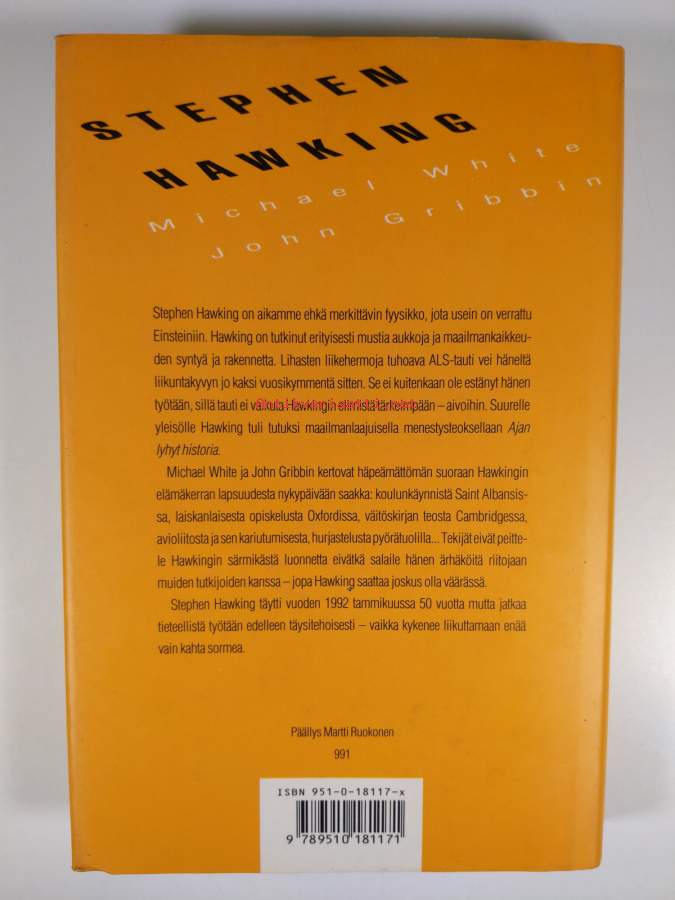 STEPHEN
HAWKING
Michael White
John Gribbin
Stephen Hawking on aikamme ehkä merkittävin fyysikko, jota usein on verrattu
Einsteiniin. Hawking on tutkinut erityisesti mustia aukkoja ja maailmankaikkeu-
den syntyä ja rakennetta. Lihasten liikehermoja tuhoava ALS-tauti vei häneltä
liikuntakyvyn jo kaksi vuosikymmentä sitten. Se ei kuitenkaan ole estänyt hänen
työtään, sillä tauti ei vaikuta Hawkingin elimistä tärkeimpään – aivoihin. Suurelle
yleisölle Hawking tuli tutuksi maailmanlaajuisella menestysteoksellaan Ajan
lyhyt historia.
Michael White ja John Gribbin kertovat häpeämättömän suoraan Hawkingin
elämäkerran lapsuudesta nykypäivään saakka: koulunkäynnistä Saint Albansis-
sa, laiskanlaisesta opiskelusta Oxfordissa, väitöskirjan teosta Cambridgessa,
avioliitosta ja sen kariutumisesta, hurjastelusta pyörätuolilla... Tekijät eivät peitte-
le Hawkingin särmikästä luonnetta eivätkä salaile hänen ärhäköitä riitojaan
muiden tutkijoiden kanssa – jopa Hawking saattaa joskus olla väärässä.
Stephen Hawking täytti vuoden 1992 tammikuussa 50 vuotta mutta jatkaa
tieteellistä työtään edelleen täysitehoisesti – vaikka kykenee liikuttamaan enää
vain kahta sormea.
Päällys Martti Ruokonen
991
ISBN 951-0-18117-x
9 789510 181171